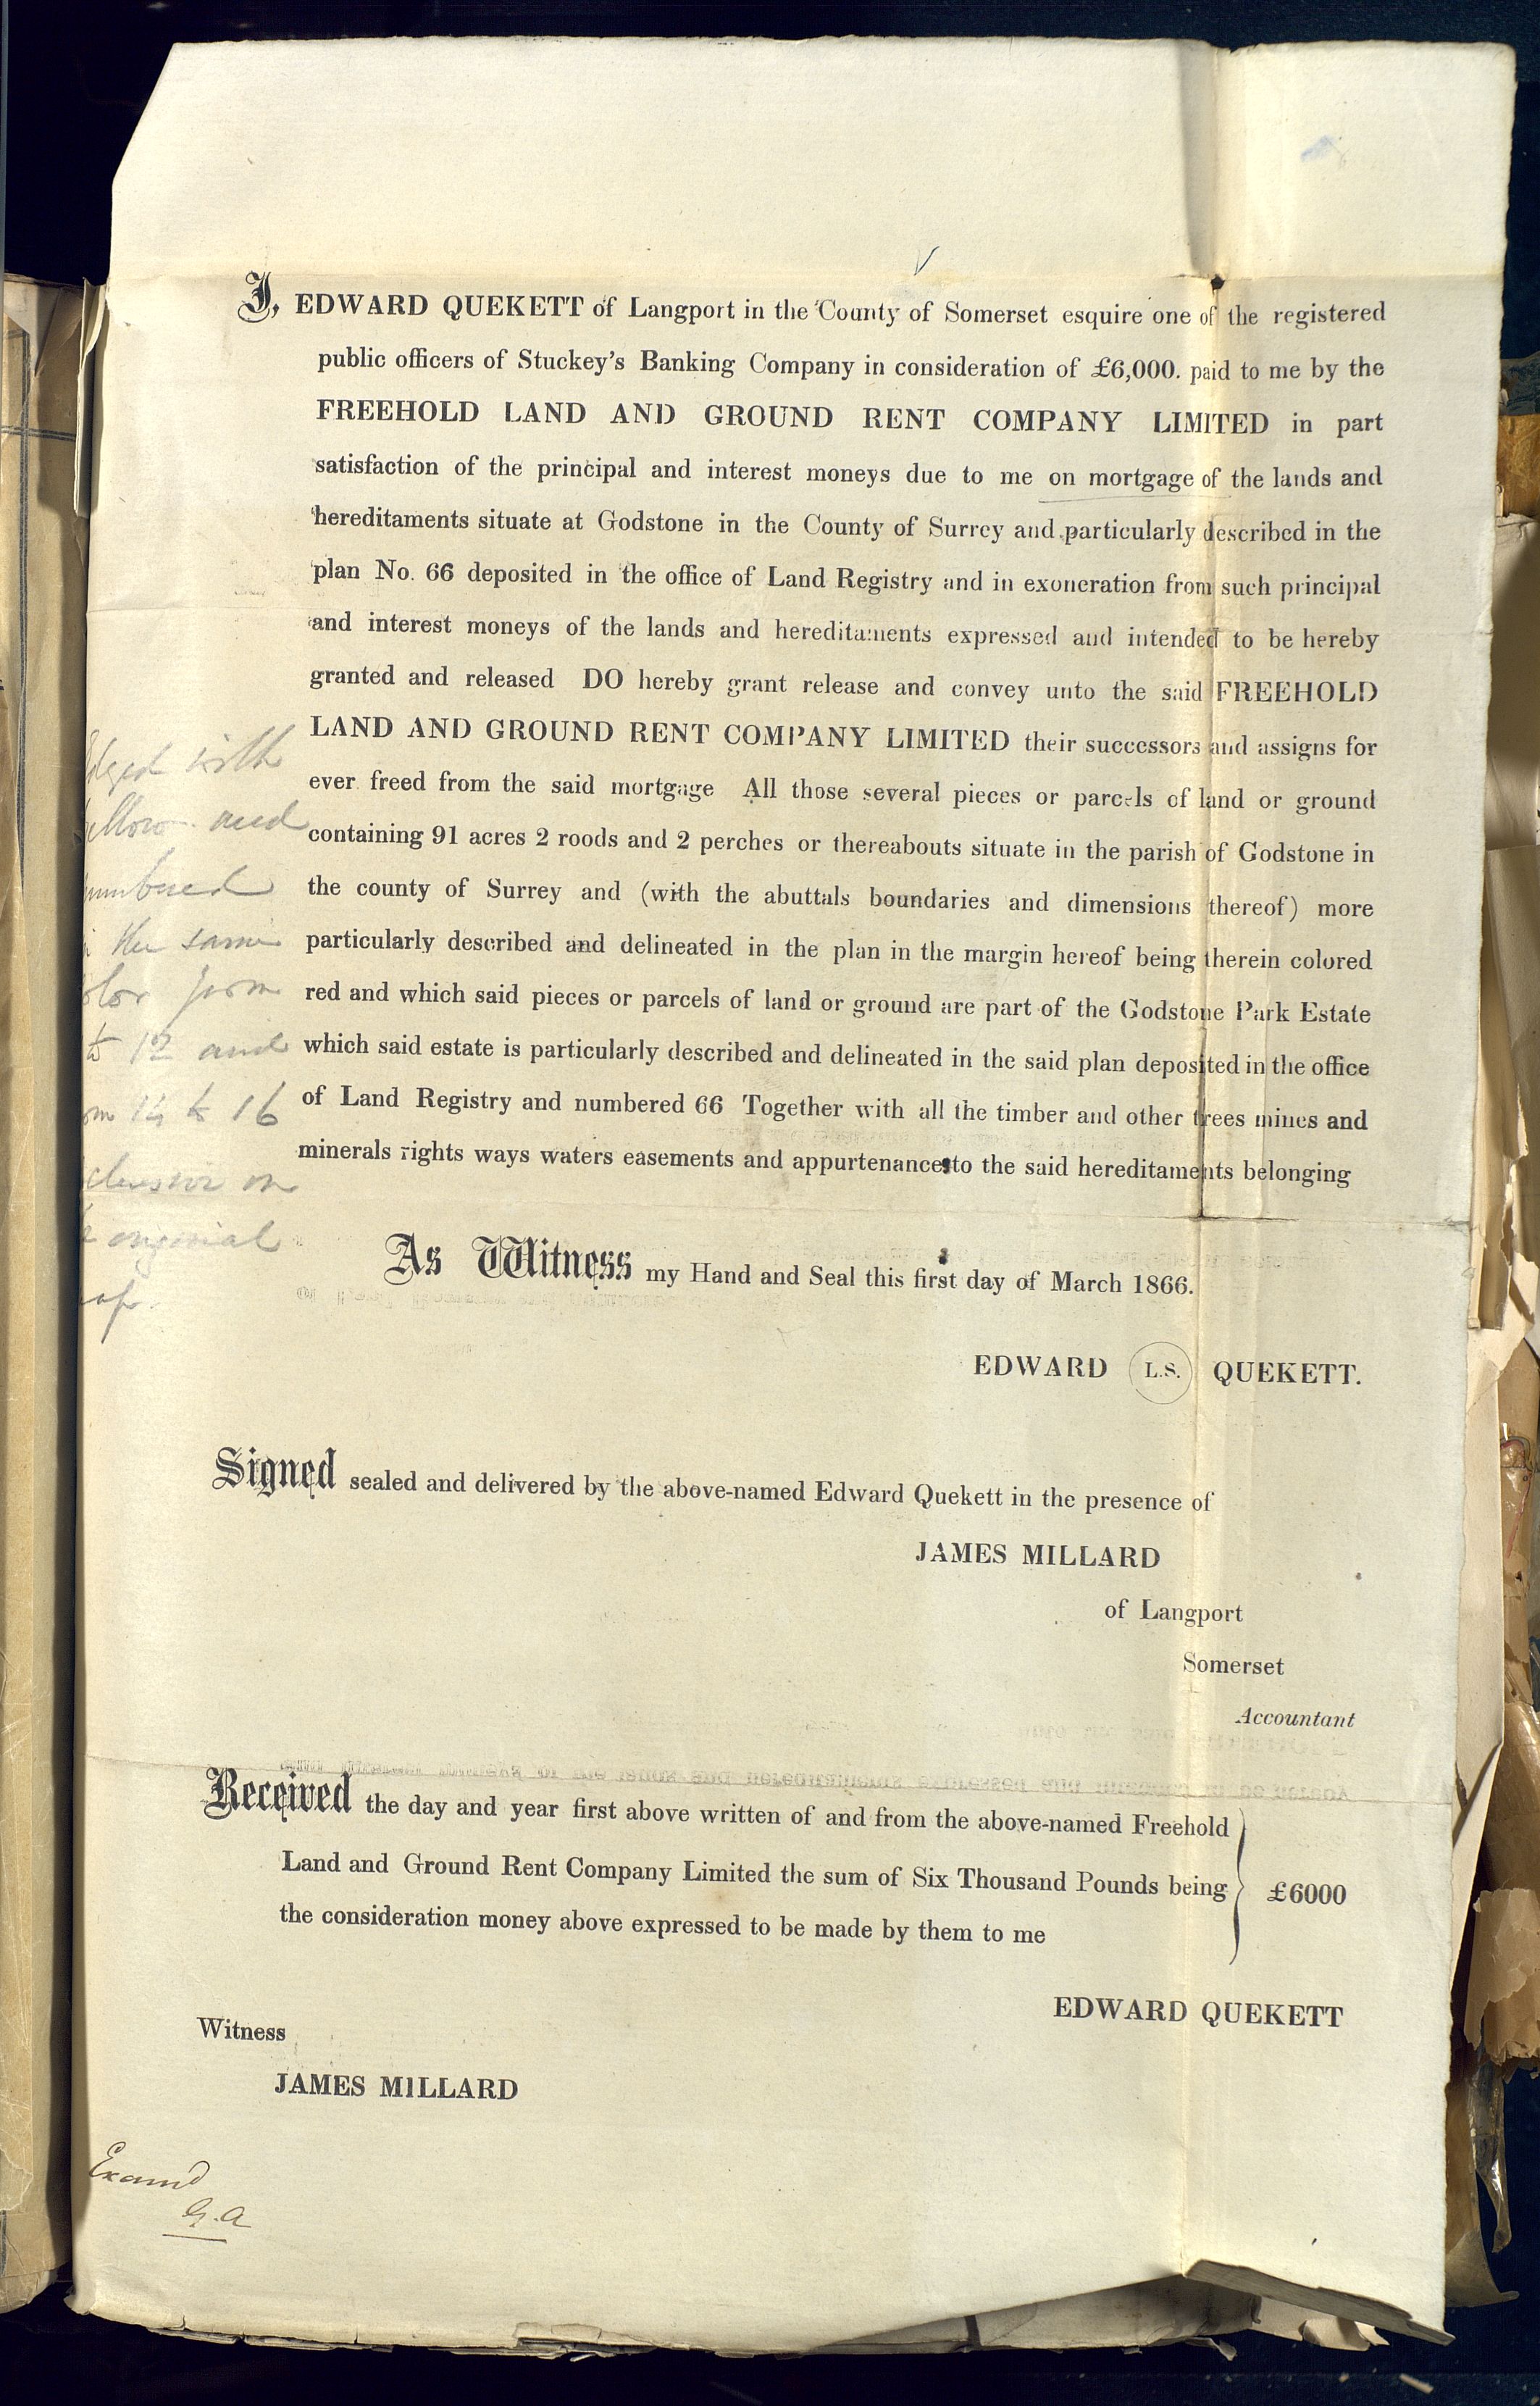 I, EDWARD QUEKETT of Langport in the County of Somerset esquire one of the registered
public officers of Stuckey's Banking Company in consideration of £6,000. paid to me by the
FREEHOLD LAND AND GROUND RENT COMPANY LIMITED in part
satisfaction of the principal and interest moneys due to me on mortgage of the lands and
hereditaments situate at Godstone in the County of Surrey and particularly described in the
plan No. 66 deposited in the office of Land Registry and in exoneration from such principal
and interest moneys of the lands and hereditaments expressed and intended to be hereby
granted and released DO hereby grant release and convey unto the said FREEHOLD
LAND AND GROUND RENT COMPANY LIMITED their successors and assigns for
ever freed from the said mortgage All those several pieces or parcels of land or ground
containing 91 acres 2 roods and 2 perches or thereabouts situate in the parish of Godstone in
the county of Surrey and (with the abuttals boundaries and dimensions thereof) more
particularly described and delineated in the plan in the margin hereof being therein colored
red and which said pieces or parcels of land or ground are part of the Godstone Park Estate
which said estate is particularly described and delineated in the said plan deposited in the office
of Land Registry and numbered 66 Together with all the timber and other trees mines and
minerals rights ways waters easements and appurtenances to the said hereditaments belonging
with
and
numbered
the same
from
to 12 and
14 to 16
on
original
As Witness my Hand and Seal this first day of March 1866.
EDWARD L.S. QUEKETT.
Signed sealed and delivered by the above-named Edward Quekett in the presence of
JAMES MILLARD
of Langport
Somerset
Accountant
Received the day and year first above written of and from the above-named Freehold
Land and Ground Rent Company Limited the sum of Six Thousand Pounds being £6000
the consideration money above expressed to be made by them to me
EDWARD QUEKETT
Witness
JAMES MILLARD
Examd
G.A